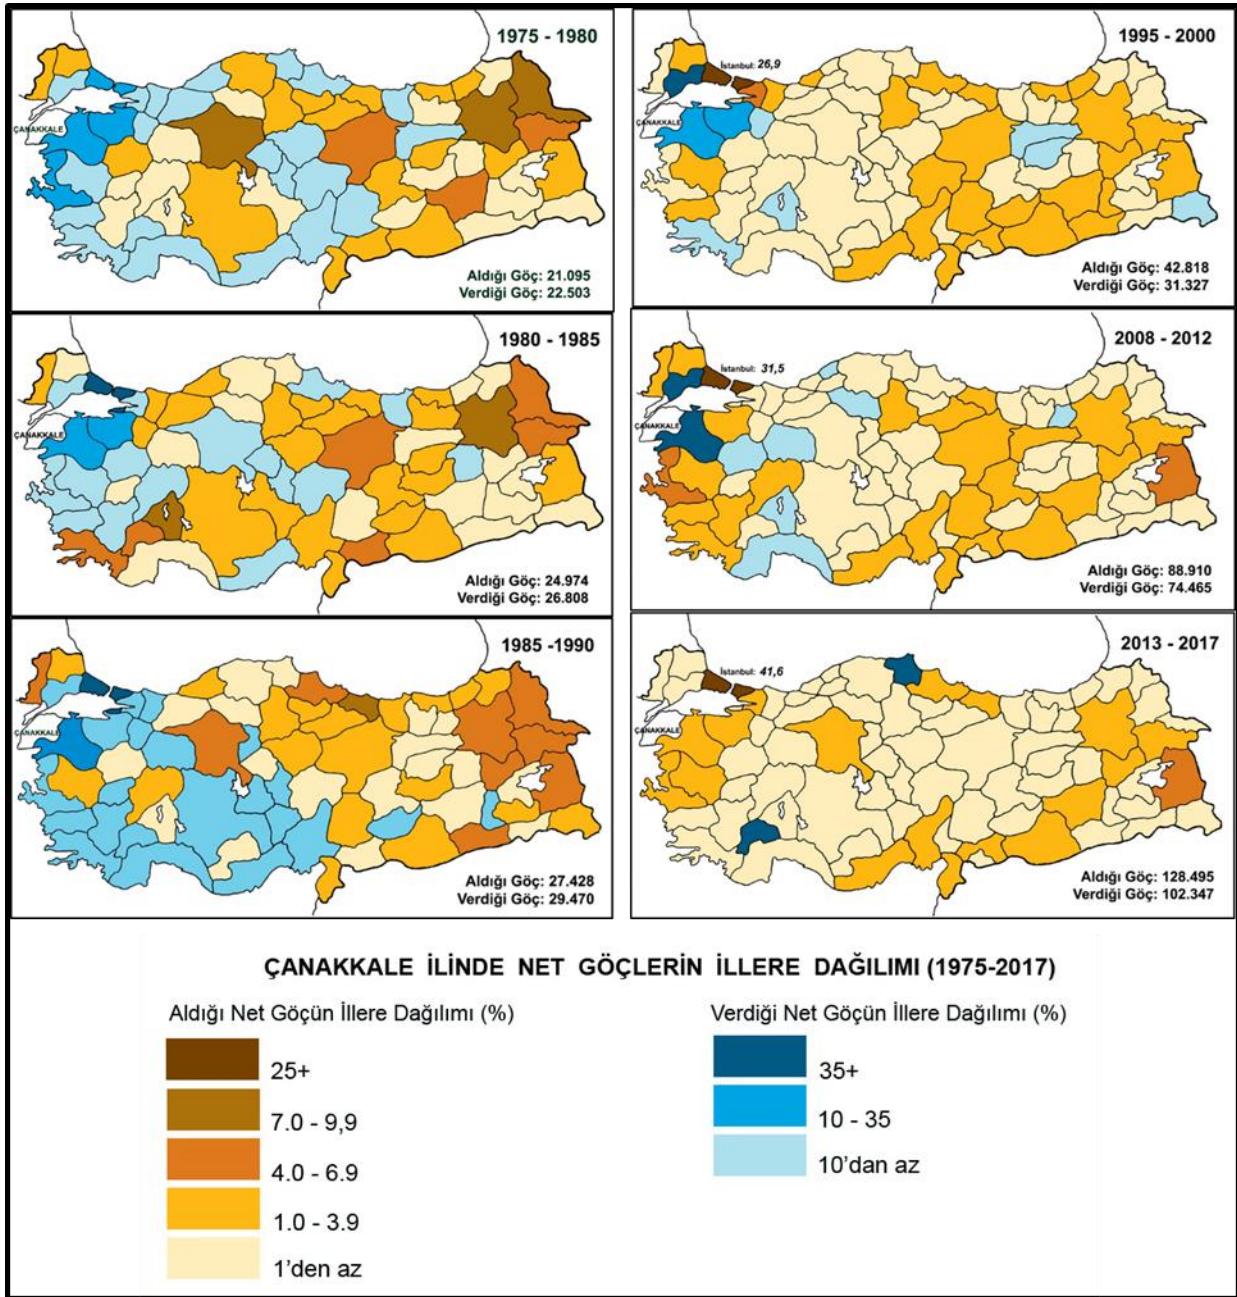 1975 - 1980
ÇANAKKALE
Aldığı Göç: 21.095
Verdiği Göç: 22.503
1995 - 2000
İstanbul: 26,9
ÇANAKKALE
Aldığı Göç: 42.818
Verdiği Göç: 31.327
1980 - 1985
ÇANAKKALE
Aldığı Göç: 24.974
Verdiği Göç: 26.808
2008 - 2012
İstanbul: 31,5
ÇANAKKALE
Aldığı Göç: 88.910
Verdiği Göç: 74.465
1985 -1990
ÇANAKKALE
Aldığı Göç: 27.428
Verdiği Göç: 29.470
2013 - 2017
İstanbul: 41,6
ÇANAKKALE
Aldığı Göç: 128.495
Verdiği Göç: 102.347
ÇANAKKALE İLİNDE NET GÖÇLERİN İLLERE DAĞILIMI (1975-2017)
Aldığı Net Göçün İllere Dağılımı (%)
25+
7.0 - 9,9
4.0 - 6.9
1.0 - 3.9
1'den az
Verdiği Net Göçün İllere Dağılımı (%)
35+
10 - 35
10'dan az